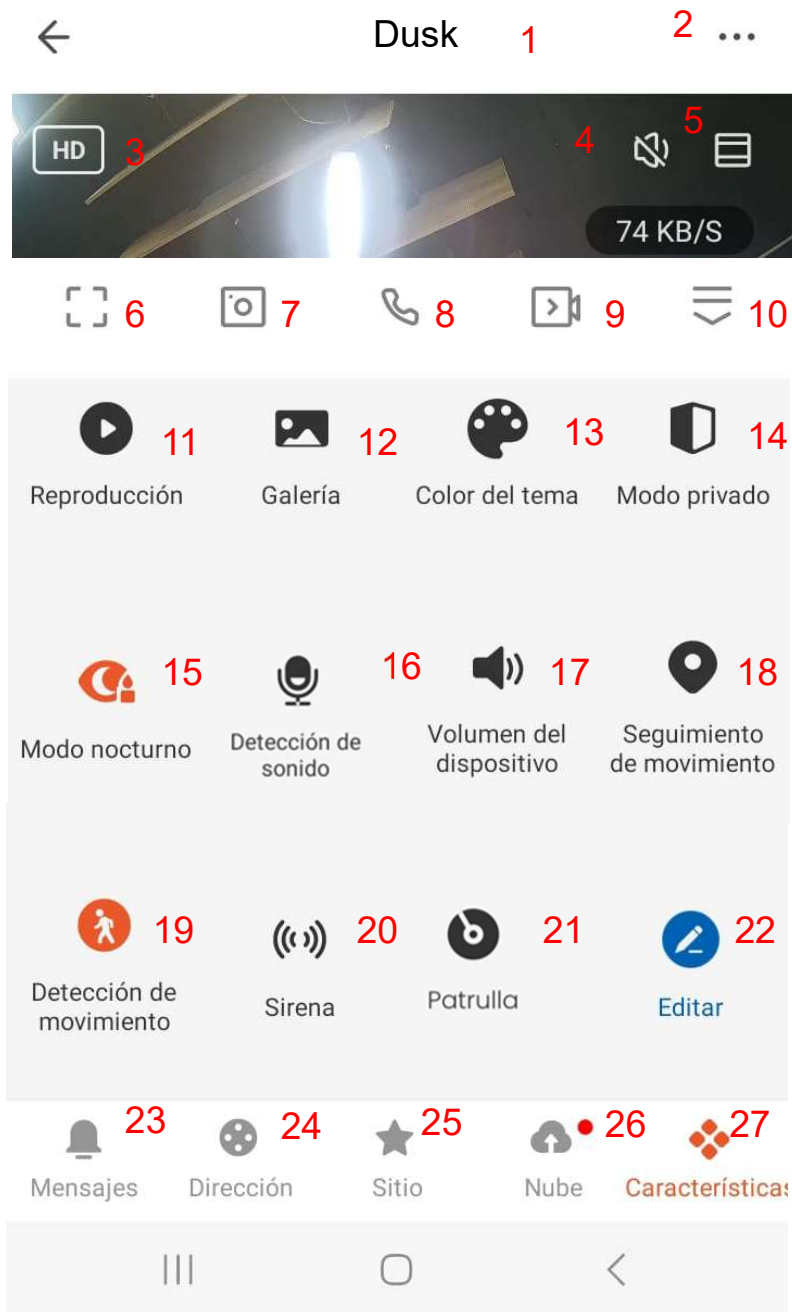 Dusk 1 2
HD 3 4 5
74 KB/S
6 7 8 9 10
11 12 13 14
Reproducción Galería Color del tema Modo privado
15 16 17 18
Modo nocturno Detección de sonido Volumen del dispositivo Seguimiento de movimiento
19 20 21 22
Detección de movimiento Sirena Patrulla Editar
23 24 25 26 27
Mensajes Dirección Sitio Nube Características